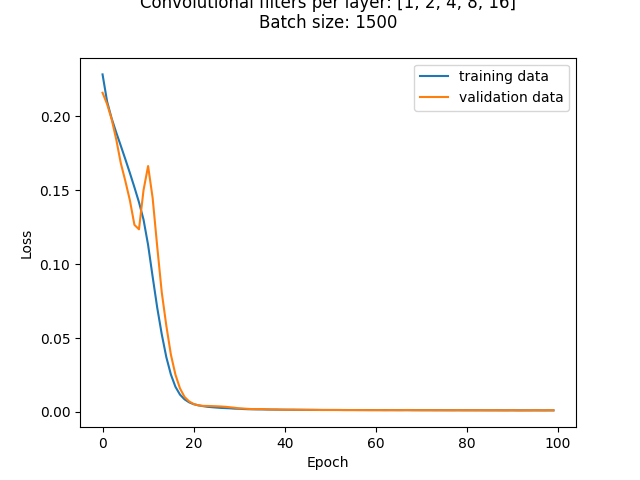 Convolutional filters per layer: [1, 2, 4, 8, 16]
Batch size: 1500
training data
validation data
0.20
0.15
0.10
0.05
0.00
Loss
0
20
40
60
80
100
Epoch